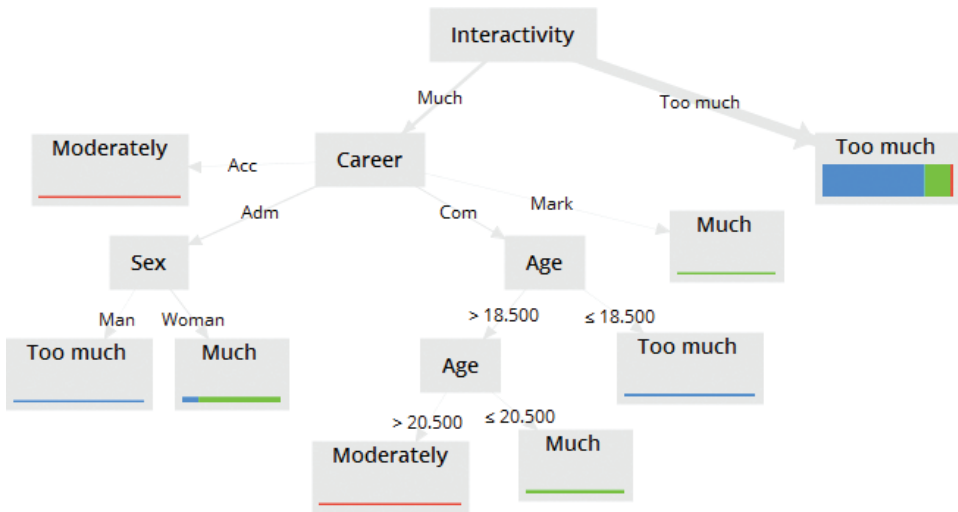 Interactivity
Much
Too much
Moderately
Acc
Career
Too much
Adm
Com
Mark
Sex
Age
Much
Man
Woman
> 18.500
≤ 18.500
Too much
Much
Age
Too much
> 20.500
≤ 20.500
Moderately
Much